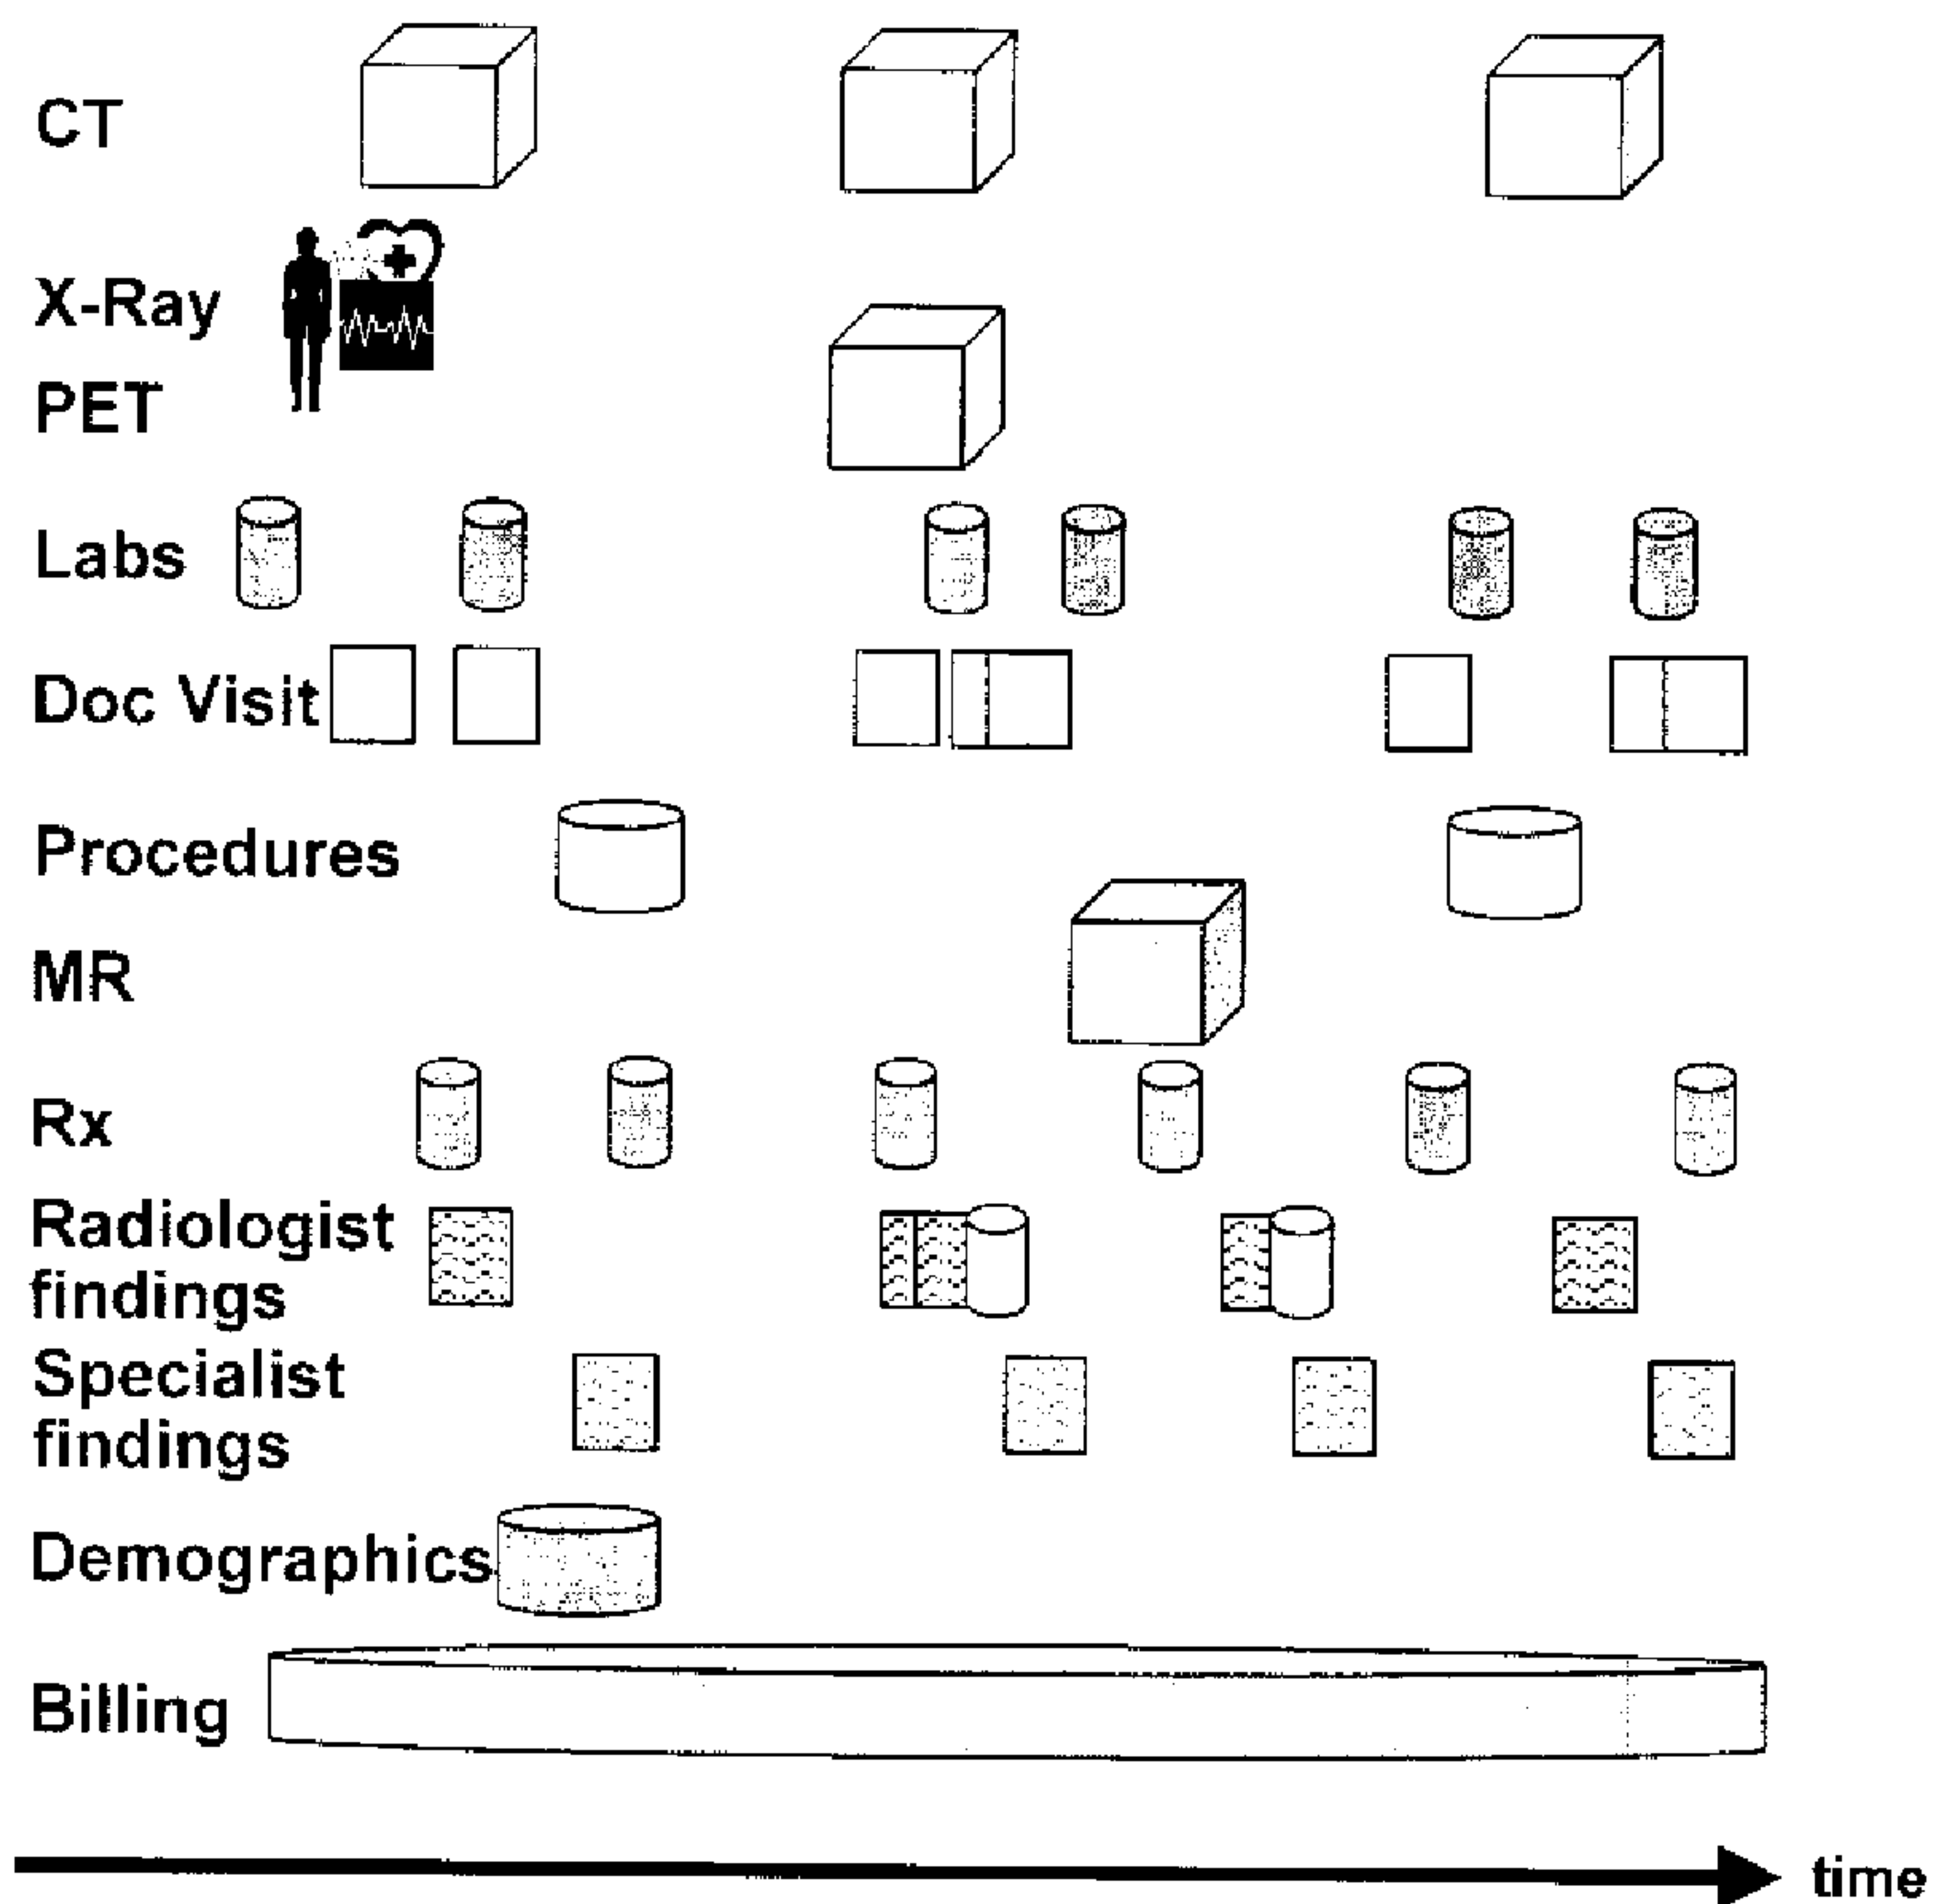 CT
X-Ray
PET
Labs
Doc Visit
Procedures
MR
Rx
Radiologist
findings
Specialist
findings
Demographics
Billing
time